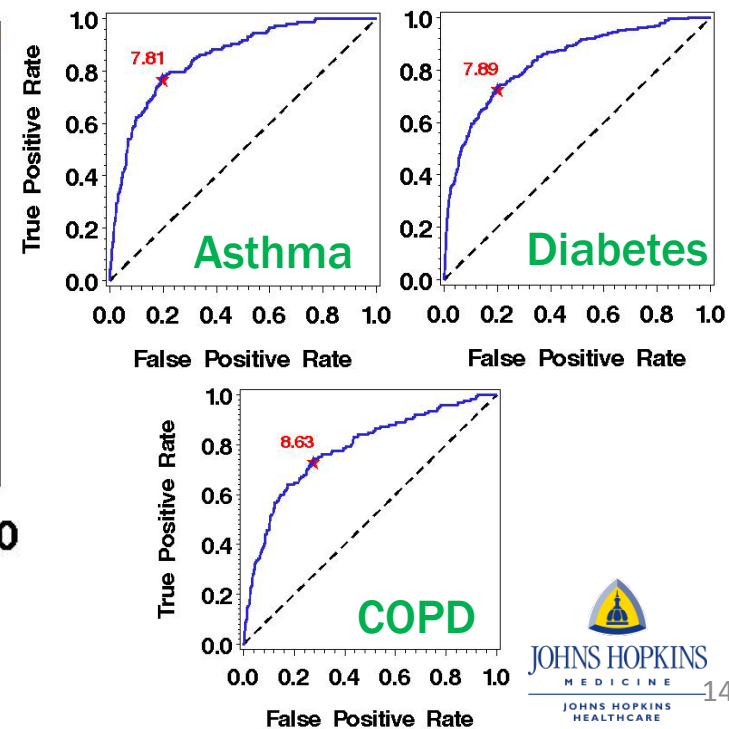 1.0
0.8
0.6
0.4
0.2
0.0
True Positive Rate
7.81
Asthma
0.0 0.2 0.4 0.6 0.8 1.0
False Positive Rate
1.0
0.8
0.6
0.4
0.2
0.0
7.89
Diabetes
0.0 0.2 0.4 0.6 0.8 1.0
False Positive Rate
0
1.0
0.8
0.6
0.4
0.2
0.0
True Positive Rate
8.63
COPD
0.0 0.2 0.4 0.6 0.8 1.0
False Positive Rate
JOHNS HOPKINS
MEDICINE
JOHNS HOPKINS
HEALTHCARE
14